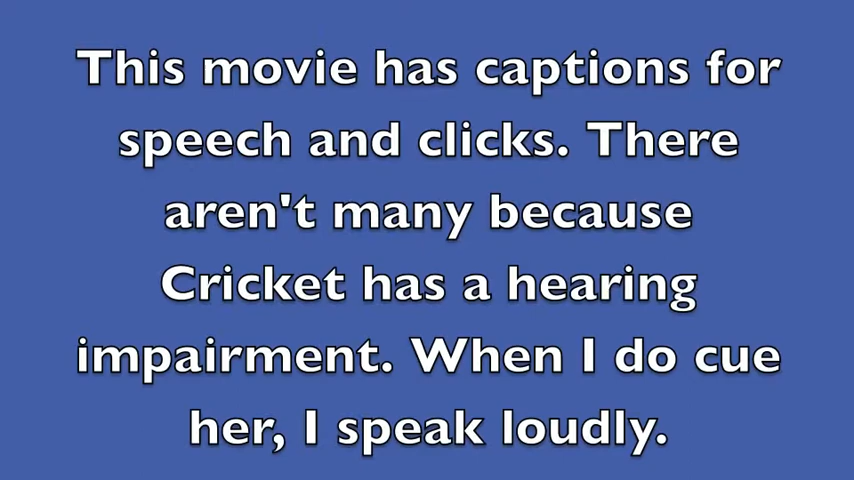 This movie has captions for
speech and clicks. There
aren't many because
Cricket has a hearing
impairment. When I do cue
her, I speak loudly.